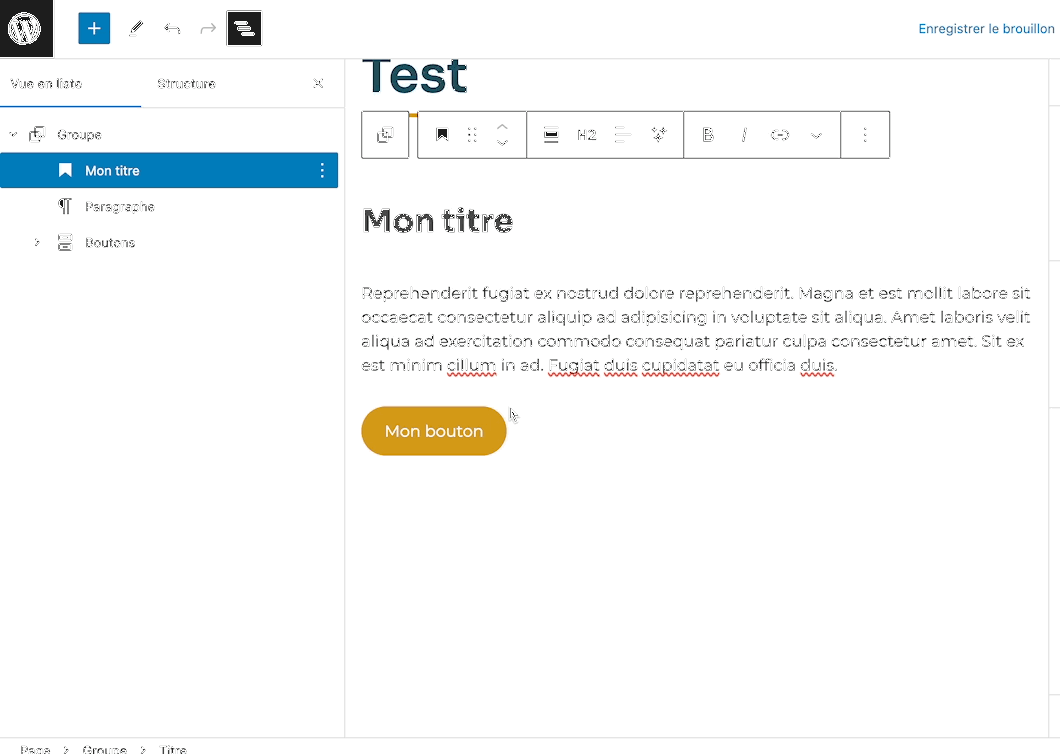 Enregistrer le brouillon
Vue en liste
Structure
Groupe
Mon titre
Paragraphe
Boutons
Test
H2
B
I
Mon titre
Reprehenderit fugiat ex nostrud dolore reprehenderit. Magna et est mollit labore sit
occaecat consectetur aliquip ad adipisicing in voluptate sit aliqua. Amet laboris velit
aliqua ad exercitation commodo consequat pariatur culpa consectetur amet. Sit ex
est minim cillum in ad. Fugiat duis cupidatat eu officia duis.
Mon bouton
Page > Groupe > Titre